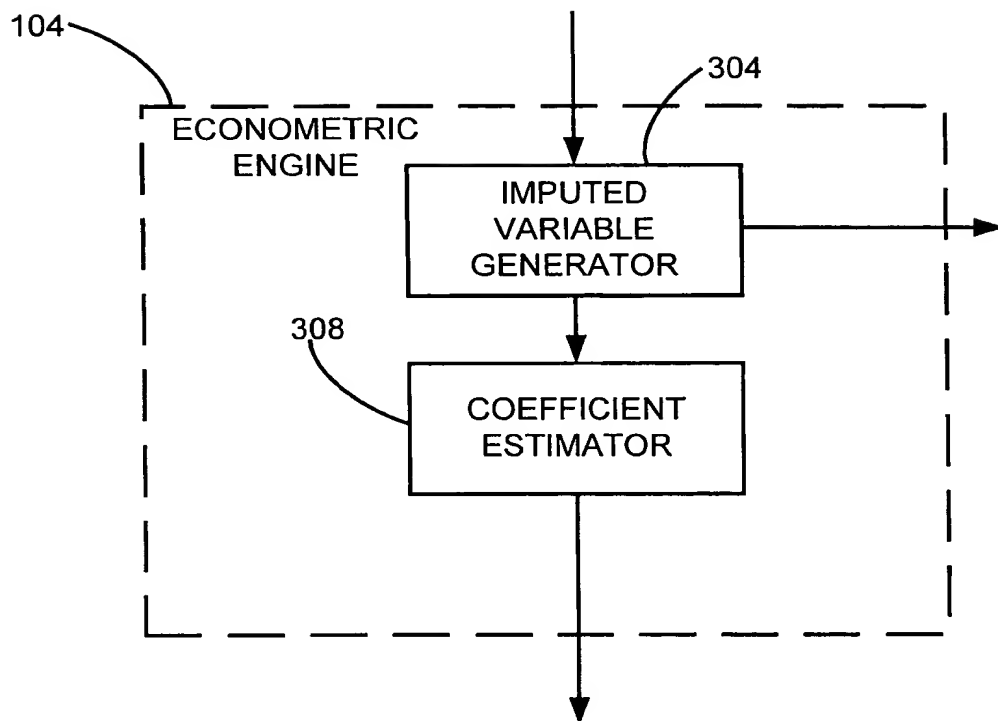 104
304
ECONOMETRIC
ENGINE
IMPUTED
VARIABLE
GENERATOR
308
COEFFICIENT
ESTIMATOR